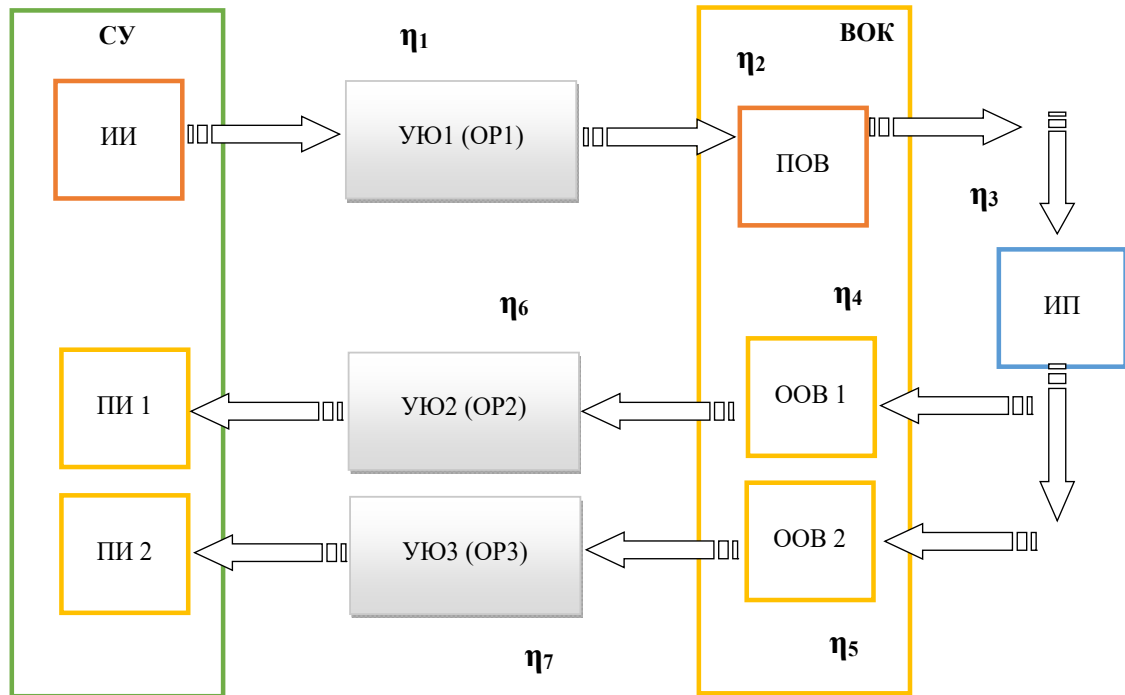 СУ
η1
ВОК
η2
ИИ
УЮ1 (ОР1)
ПОВ
η3
η6
η4
ИП
ПИ 1
УЮ2 (ОР2)
ООВ 1
ПИ 2
УЮ3 (ОР3)
ООВ 2
η7
η5